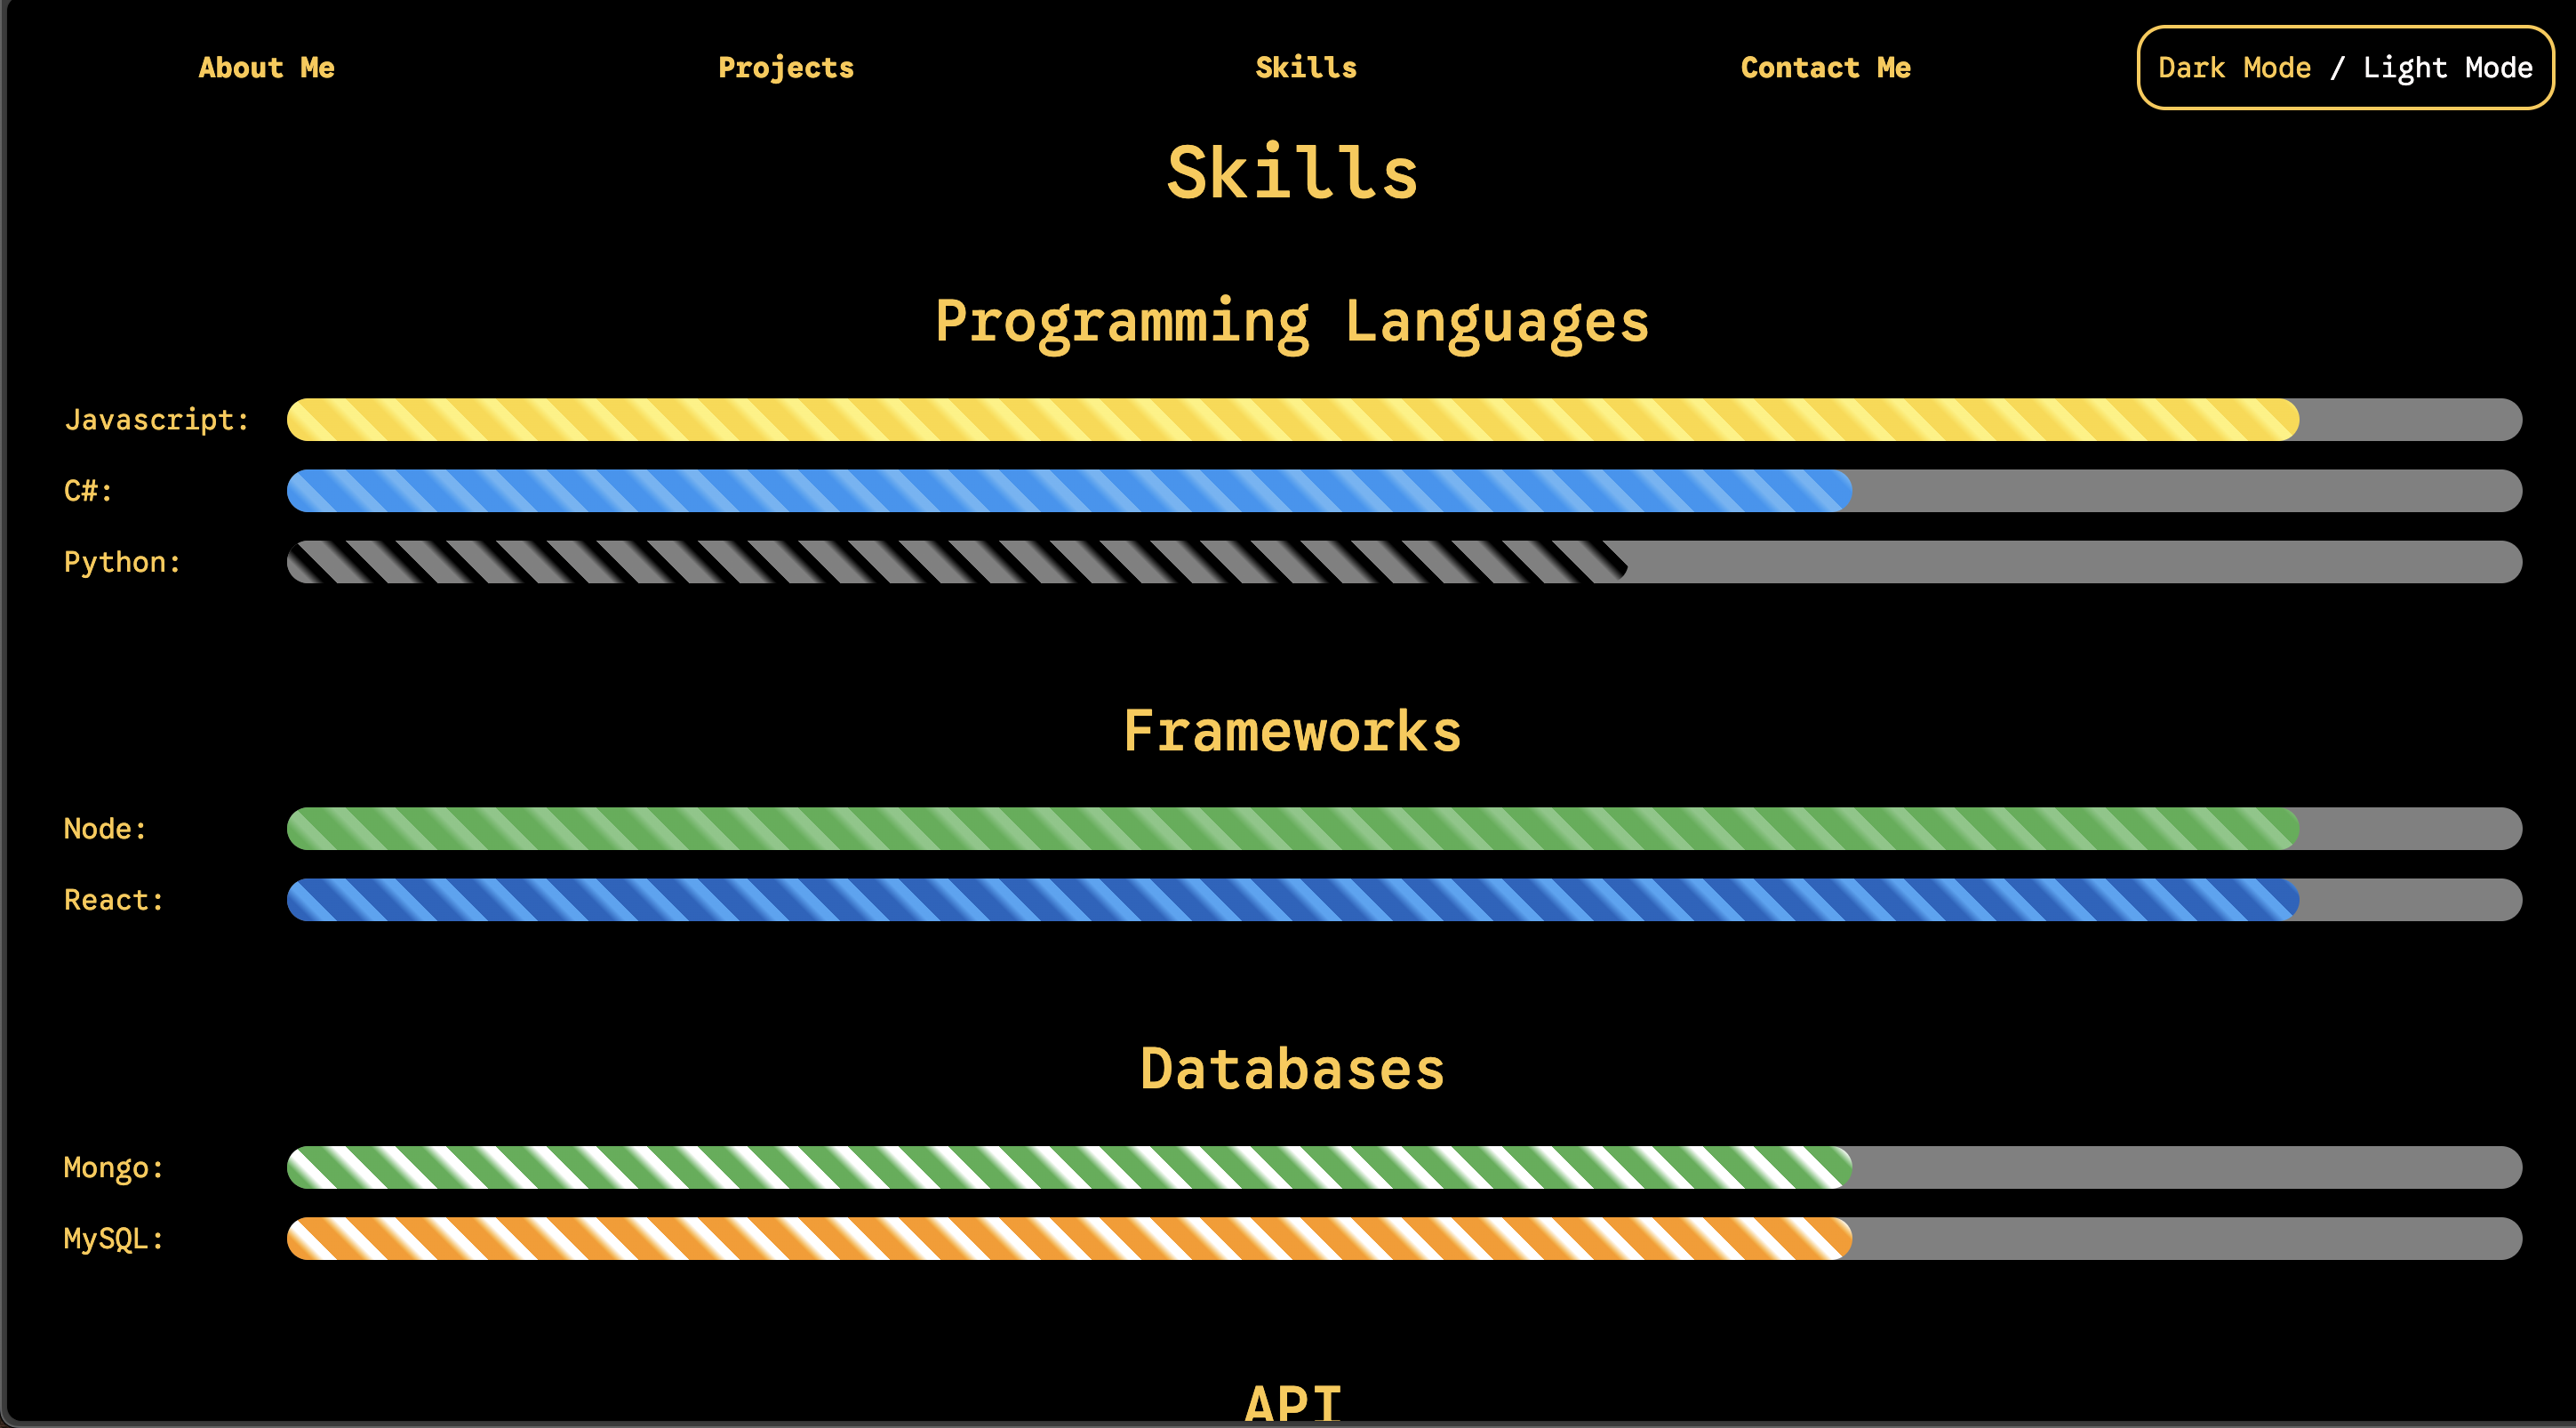 About Me Projects Skills Contact Me Dark Mode / Light Mode
Skills
Programming Languages
Javascript:
C#:
Python:
Frameworks
Node:
React:
Databases
Mongo:
MySQL:
API